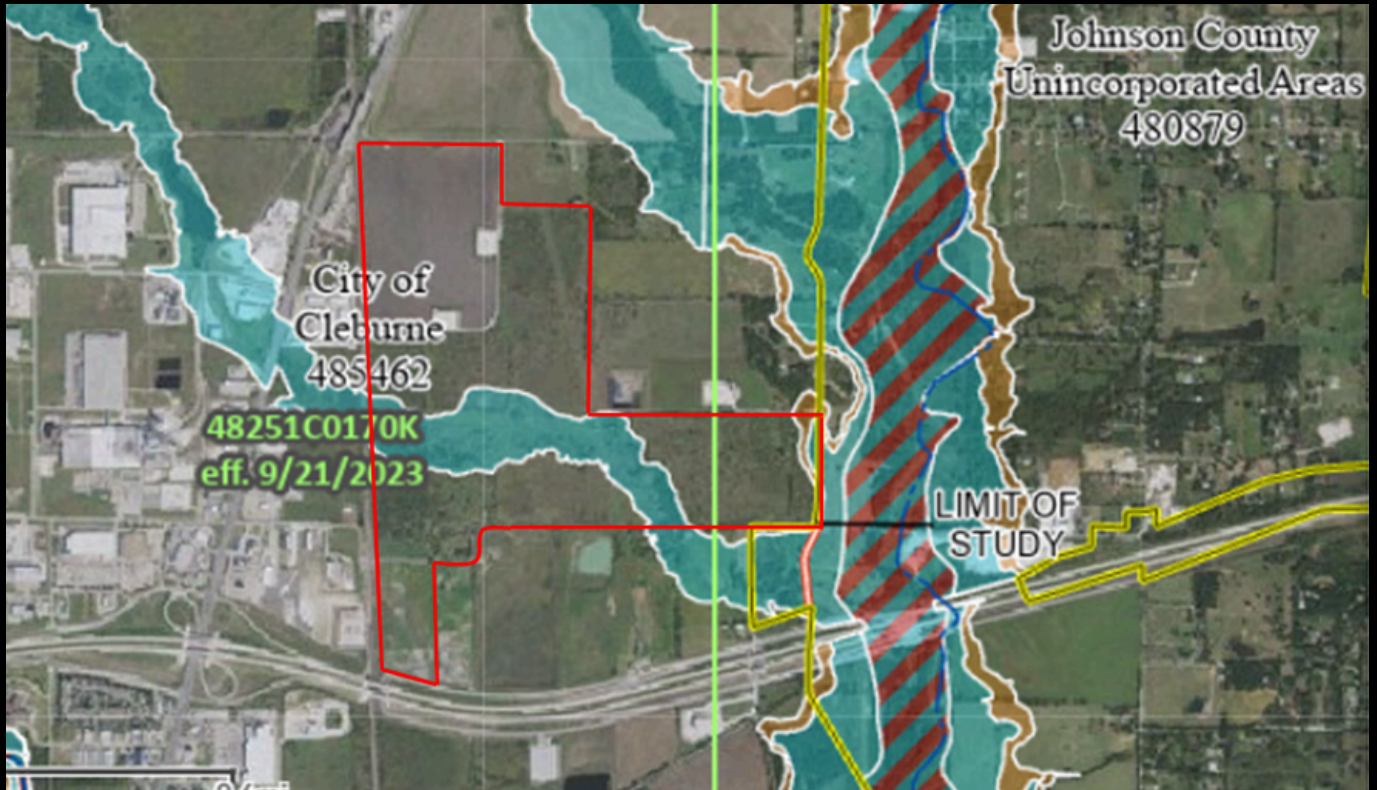 Johnson County
Unincorporated Areas
480879
City of
Cleburne
485462
48251C0170K
eff. 9/21/2023
LIMIT OF
STUDY